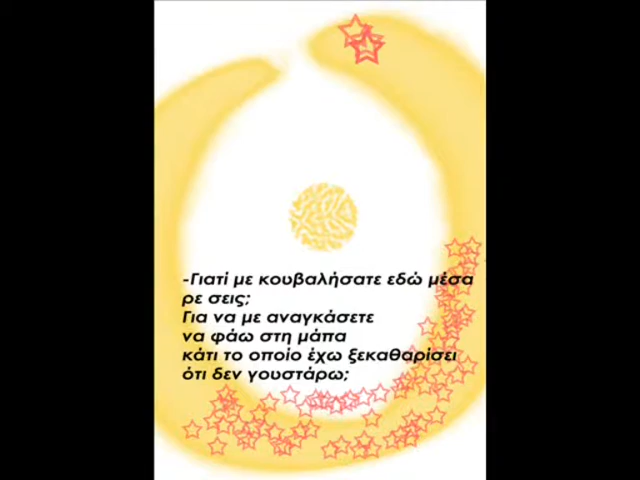 -Γιατί με κουβαλήσατε εδώ μέσα
ρε σεις;
Για να με αναγκάσετε
να φάω στη μάπα
κάτι το οποίο έχω ξεκαθαρίσει
ότι δεν γουστάρω;